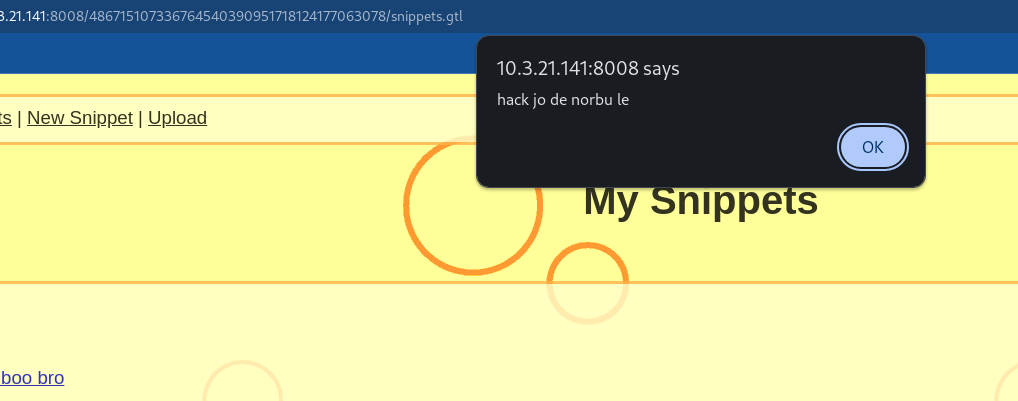 3.21.141:8008/486715107336764540390951718124177063078/snippets.gtl
10.3.21.141:8008 says
hack jo de norbu le
OK
ts | New Snippet | Upload
My Snippets
boo bro